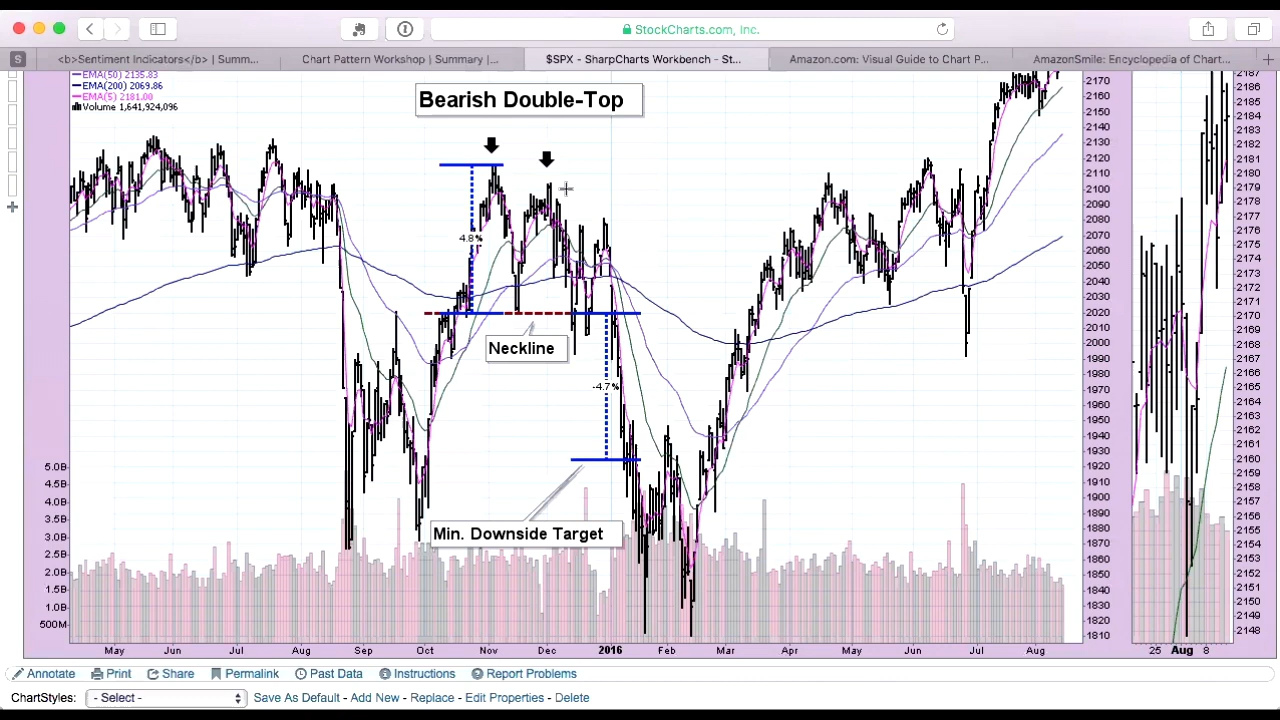 StockCharts.com, Inc.
S
<b>Sentiment Indicators</b> | Summ...
Chart Pattern Workshop | Summary |...
$SPX - SharpCharts Workbench - St...
Amazon.com: Visual Guide to Chart P...
AmazonSmile: Encyclopedia of Chart...
EMA(50) 2135.83
EMA(200) 2069.86
EMA(5) 2181.00
Volume 1,641,924,096
Bearish Double-Top
4.8%
Neckline
-4.7%
Min. Downside Target
2170
2160
2150
2140
2130
2120
2110
2100
2090
2080
2070
2060
2050
2040
2030
2020
2010
2000
1990
1980
1970
1960
1950
1940
1930
1920
1910
1900
1890
1880
1870
1860
1850
1840
1830
1820
1810
5.0B
4.5B
4.0B
3.5B
3.0B
2.5B
2.0B
1.5B
1.0B
500M
May Jun Jul Aug Sep Oct Nov Dec 2016 Feb Mar Apr May Jun Jul Aug
2187
2186
2185
2184
2183
2182
2181
2180
2179
2178
2177
2176
2175
2174
2173
2172
2171
2170
2169
2168
2167
2166
2165
2164
2163
2162
2161
2160
2159
2158
2157
2156
2155
2154
2153
2152
2151
2150
2149
2148
25 Aug 8
Annotate Print Share Permalink Past Data Instructions Report Problems
ChartStyles: - Select - Save As Default - Add New - Replace - Edit Properties - Delete